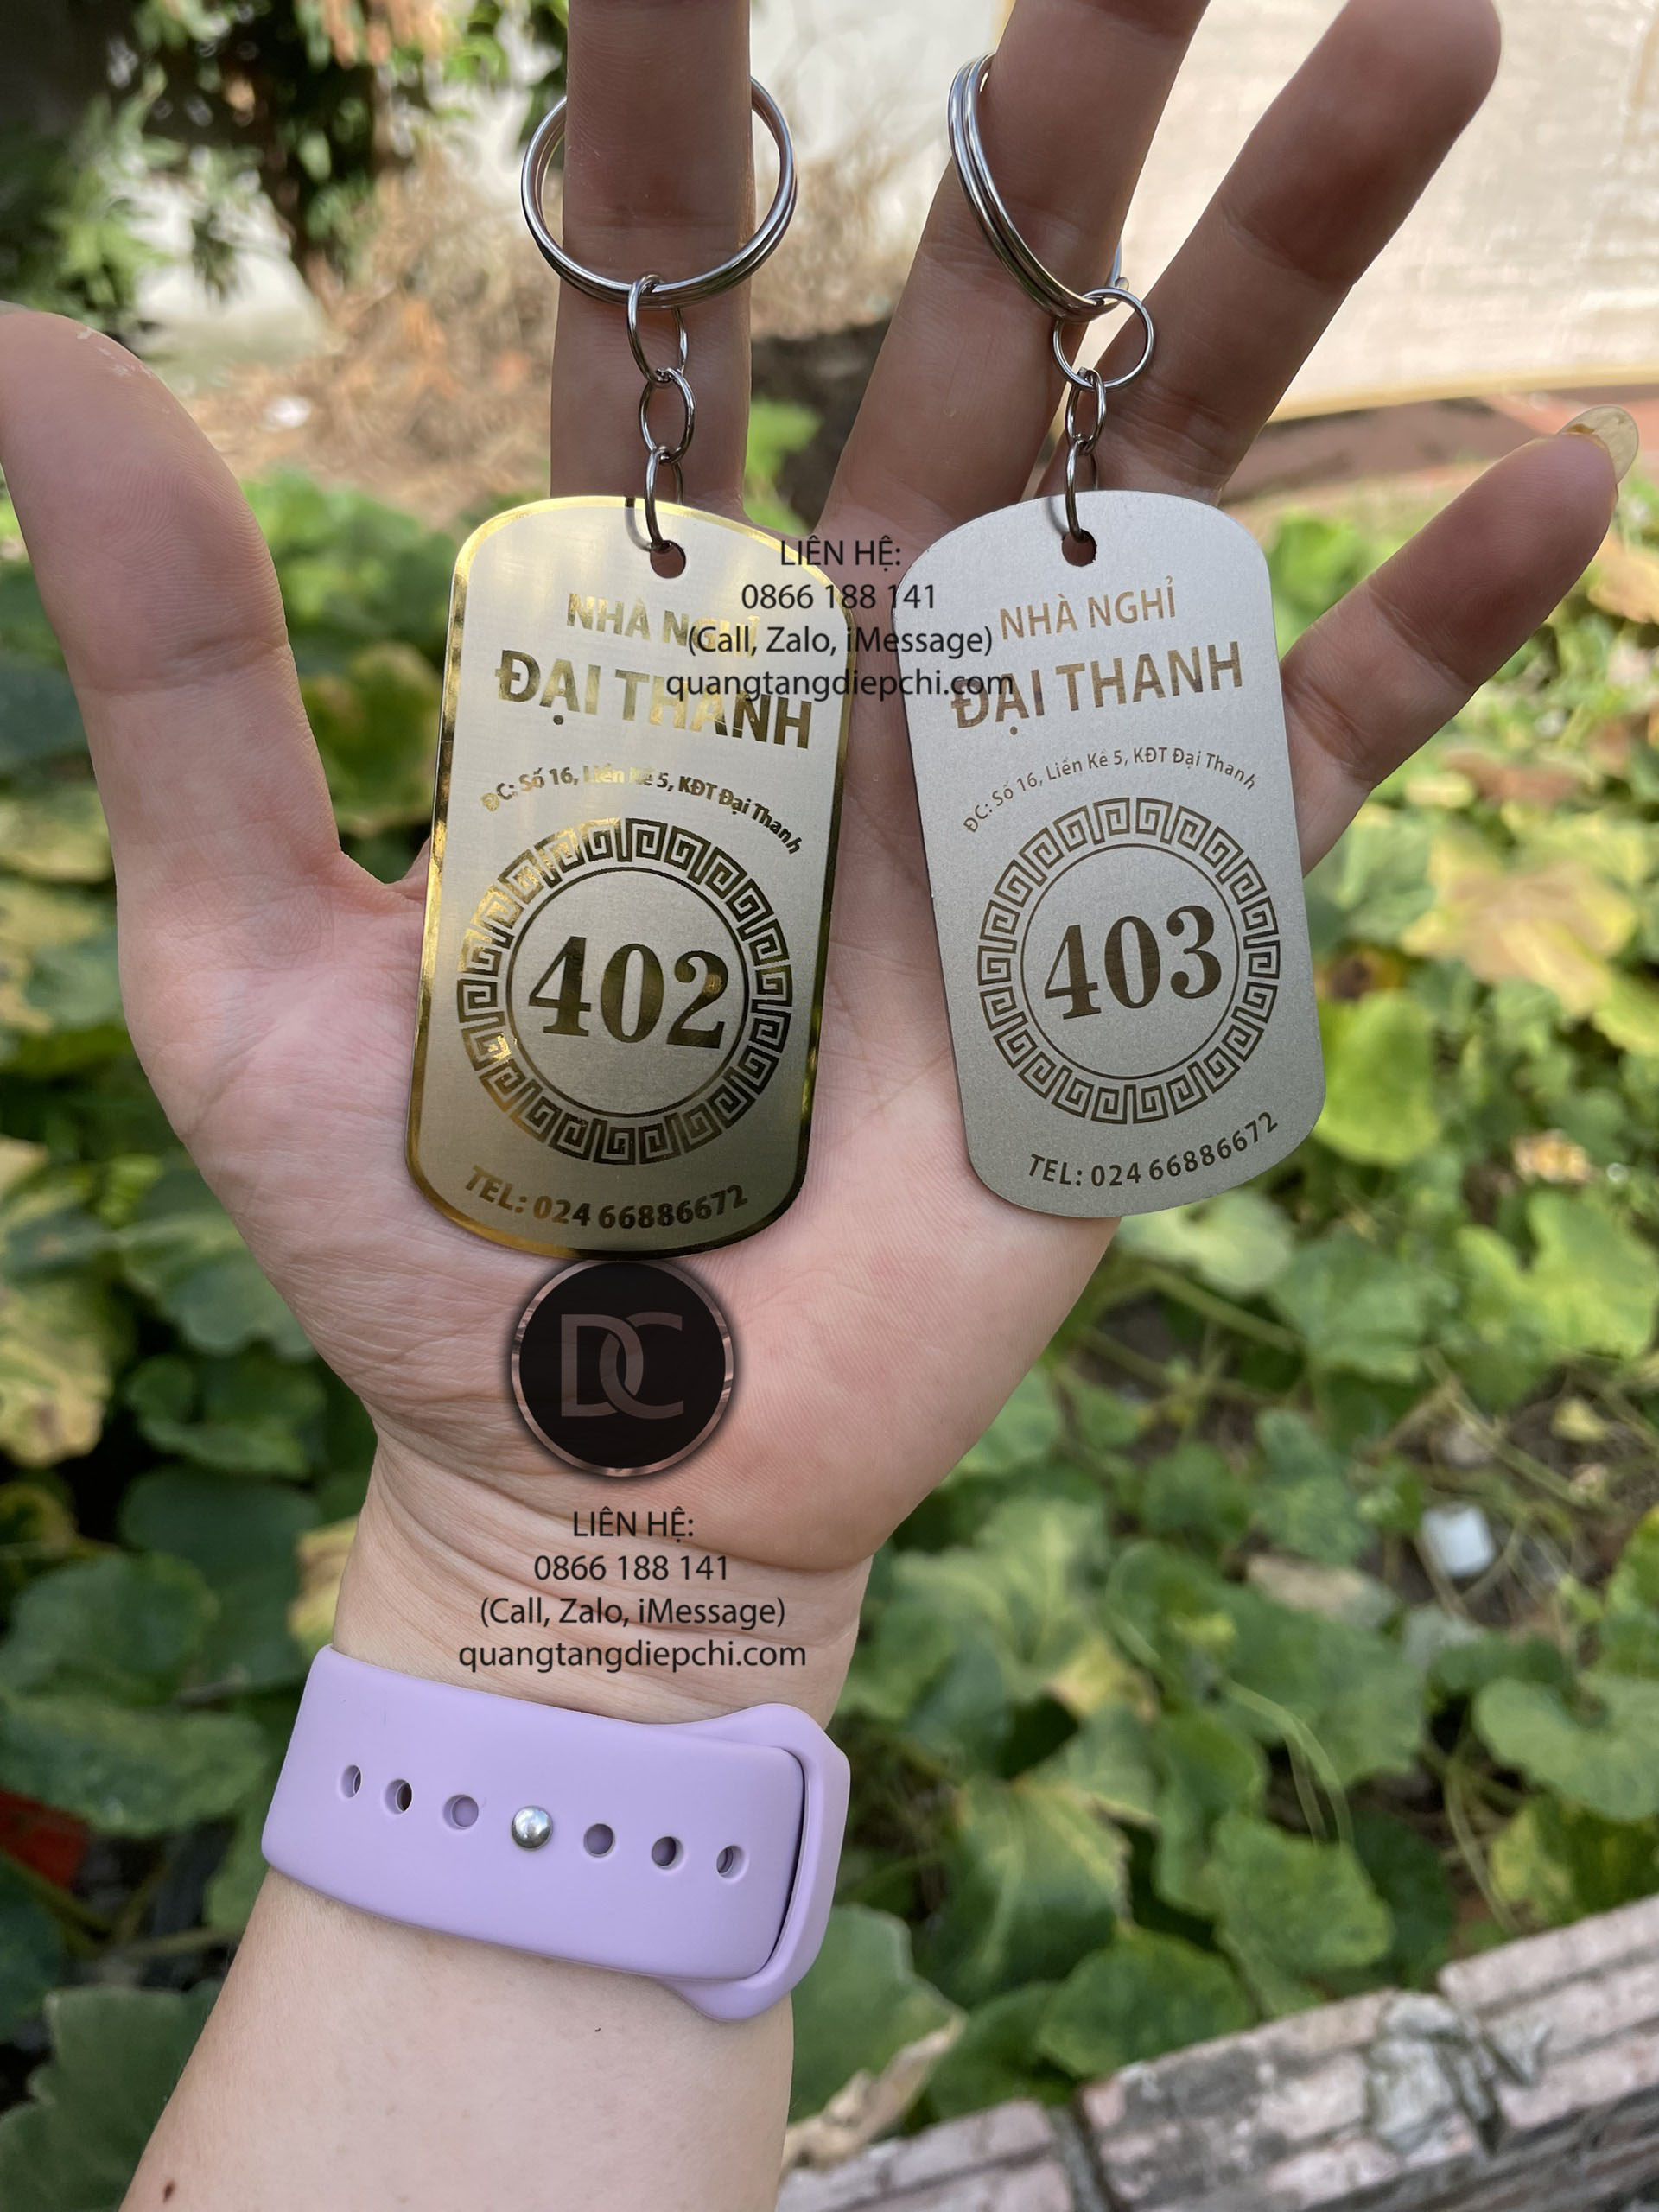 NHÀ NGHỈ
ĐẠI THANH
ĐC: Số 16, Liền Kề 5, KĐT Đại Thanh
402
TEL: 024 66886672
LIÊN HỆ:
0866 188 141
(Call, Zalo, iMessage)
quangtangdiepchi.com
NHÀ NGHỈ
ĐẠI THANH
ĐC: Số 16, Liền Kề 5, KĐT Đại Thanh
403
TEL: 024 66886672
DC
LIÊN HỆ:
0866 188 141
(Call, Zalo, iMessage)
quangtangdiepchi.com